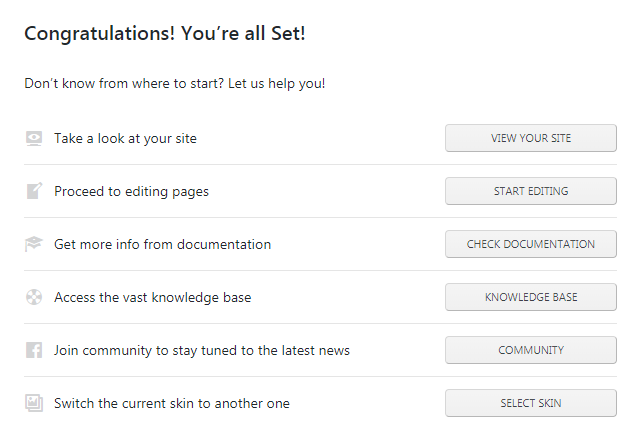 Congratulations! You’re all Set!
Don’t know from where to start? Let us help you!
Take a look at your site
VIEW YOUR SITE
Proceed to editing pages
START EDITING
Get more info from documentation
CHECK DOCUMENTATION
Access the vast knowledge base
KNOWLEDGE BASE
Join community to stay tuned to the latest news
COMMUNITY
Switch the current skin to another one
SELECT SKIN